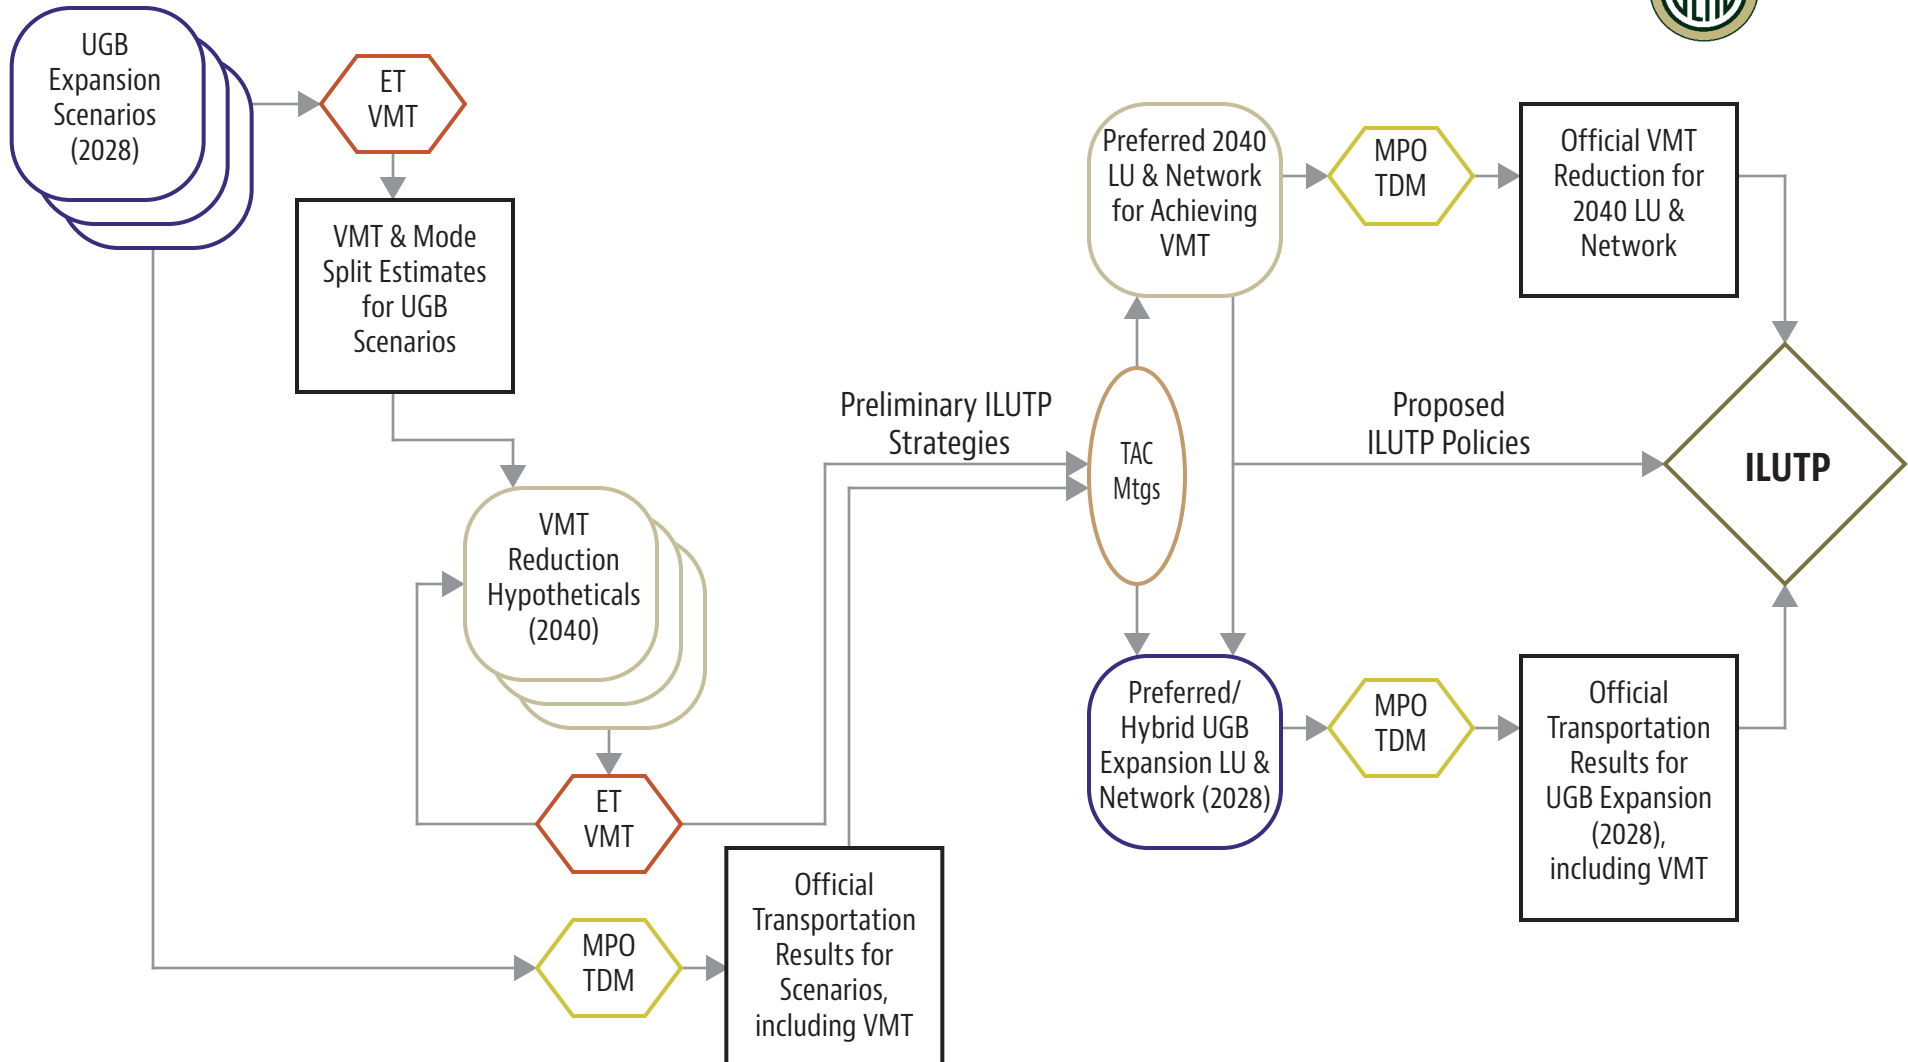 UGB
Expansion
Scenarios
(2028)
ET
VMT
VMT & Mode
Split Estimates
for UGB
Scenarios
VMT
Reduction
Hypotheticals
(2040)
ET
VMT
MPO
TDM
Official
Transportation
Results for
Scenarios,
including VMT
Preliminary ILUTP
Strategies
TAC
Mtgs
Preferred 2040
LU & Network
for Achieving
VMT
MPO
TDM
Official VMT
Reduction for
2040 LU &
Network
Proposed
ILUTP Policies
ILUTP
Preferred/
Hybrid UGB
Expansion LU &
Network (2028)
MPO
TDM
Official
Transportation
Results for
UGB Expansion
(2028),
including VMT